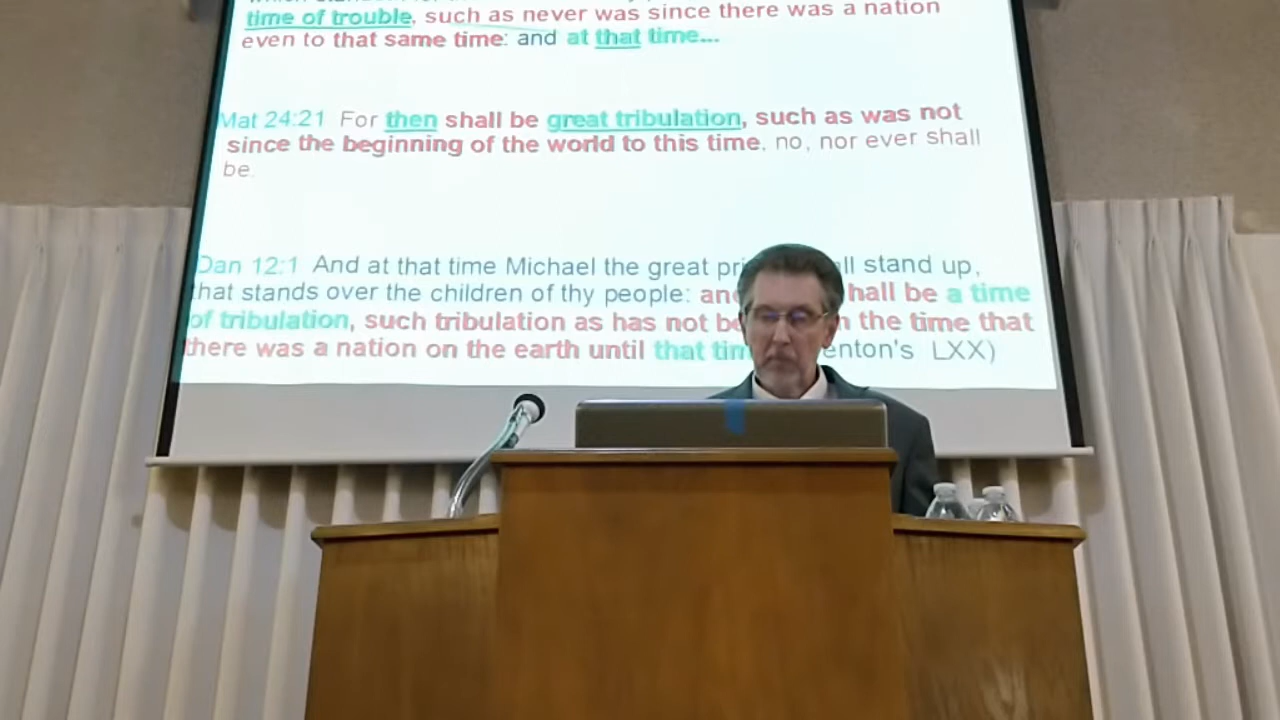 time of trouble, such as never was since there was a nation
even to that same time: and at that time...
Mat 24:21 For then shall be great tribulation, such as was not
since the beginning of the world to this time, no, nor ever shall
be.
Dan 12:1 And at that time Michael the great pri ll stand up,
that stands over the children of thy people: an hall be a time
of tribulation, such tribulation as has not be the time that
there was a nation on the earth until that tim enton's LXX)